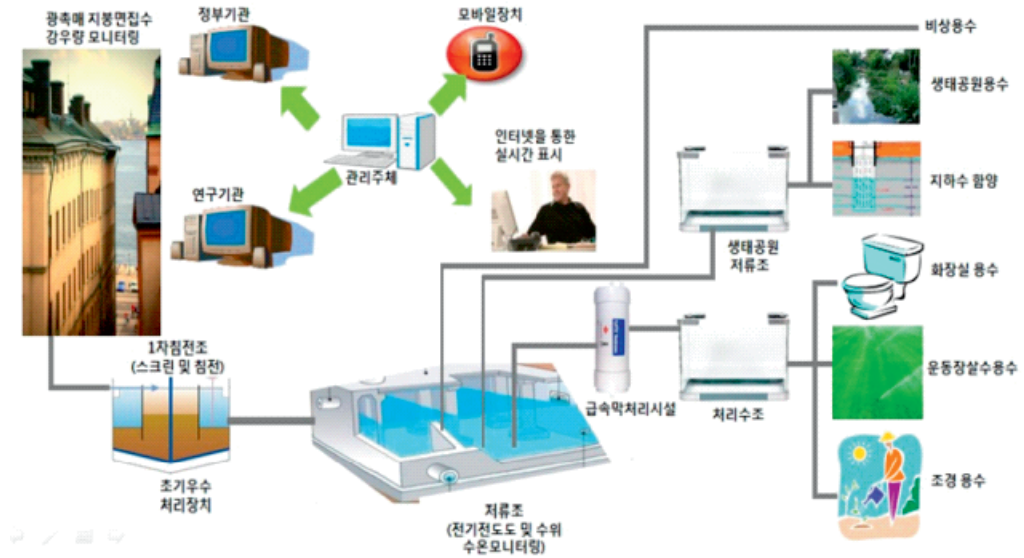 광촉매 지붕면집수
강우량 모니터링
정부기관
모바일장치
비상용수
생태공원용수
인터넷을 통한
실시간 표시
관리주체
연구기관
지하수 함양
생태공원
저류조
화장실 용수
1차침전조
(스크린 및 침전)
운동장살수용수
급속막처리시설
처리수조
초기우수
처리장치
조경 용수
저류조
(전기전도도 및 수위
수온모니터링)